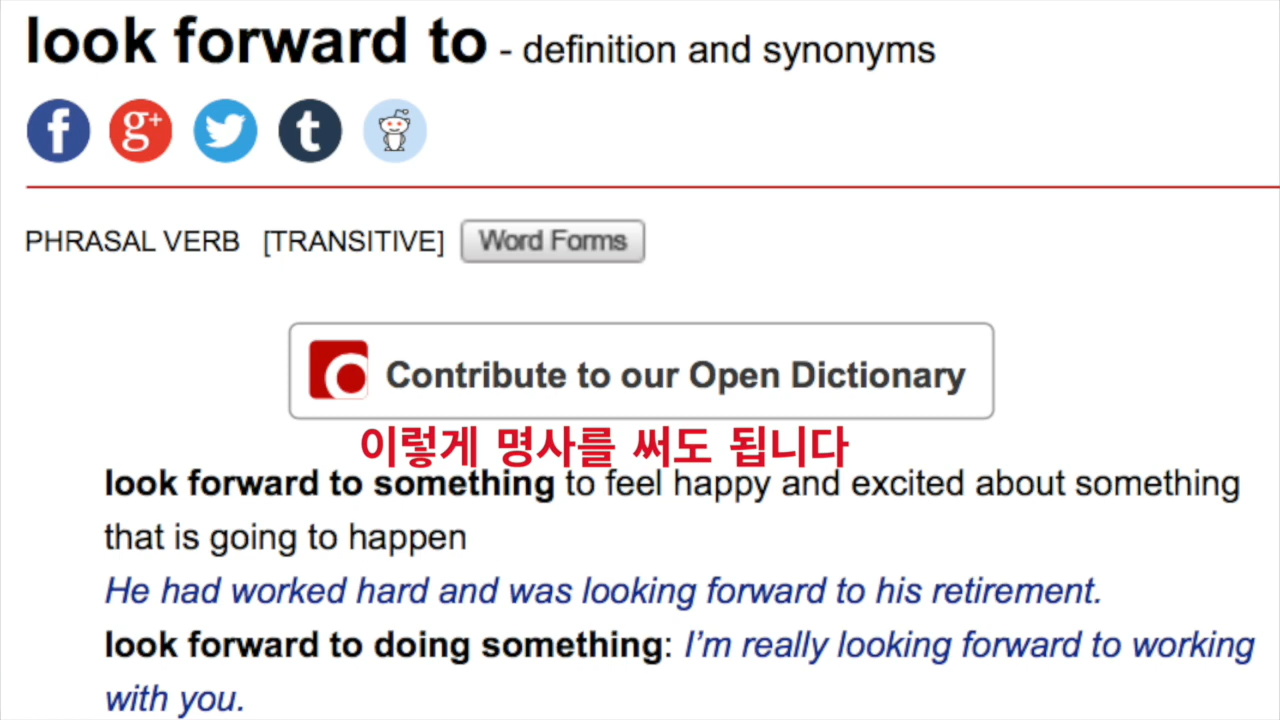 look forward to - definition and synonyms
f g+ t
PHRASAL VERB [TRANSITIVE] Word Forms
Contribute to our Open Dictionary
이렇게 명사를 써도 됩니다
look forward to something to feel happy and excited about something
that is going to happen
He had worked hard and was looking forward to his retirement.
look forward to doing something: I'm really looking forward to working
with you.